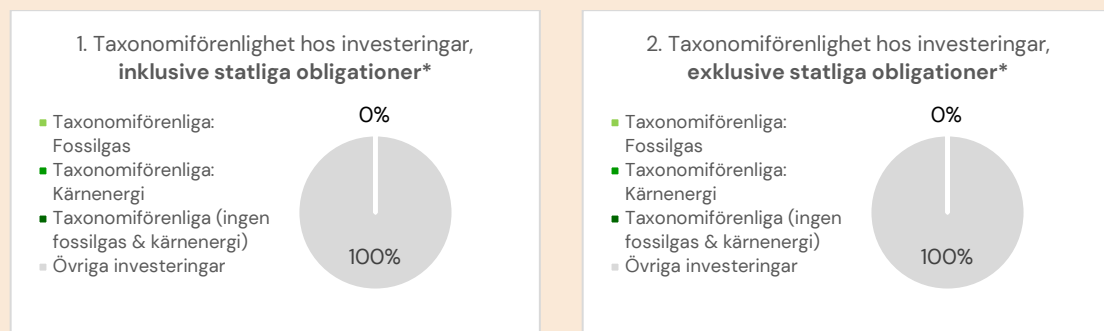 1. Taxonomiförenlighet hos investeringar,
inklusive statliga obligationer*
Taxonomiförenliga:
Fossilgas
Taxonomiförenliga:
Kärnenergi
Taxonomiförenliga (ingen
fossilgas & kärnenergi)
Övriga investeringar
0%
100%
2. Taxonomiförenlighet hos investeringar,
exklusive statliga obligationer*
Taxonomiförenliga:
Fossilgas
Taxonomiförenliga:
Kärnenergi
Taxonomiförenliga (ingen
fossilgas & kärnenergi)
Övriga investeringar
0%
100%